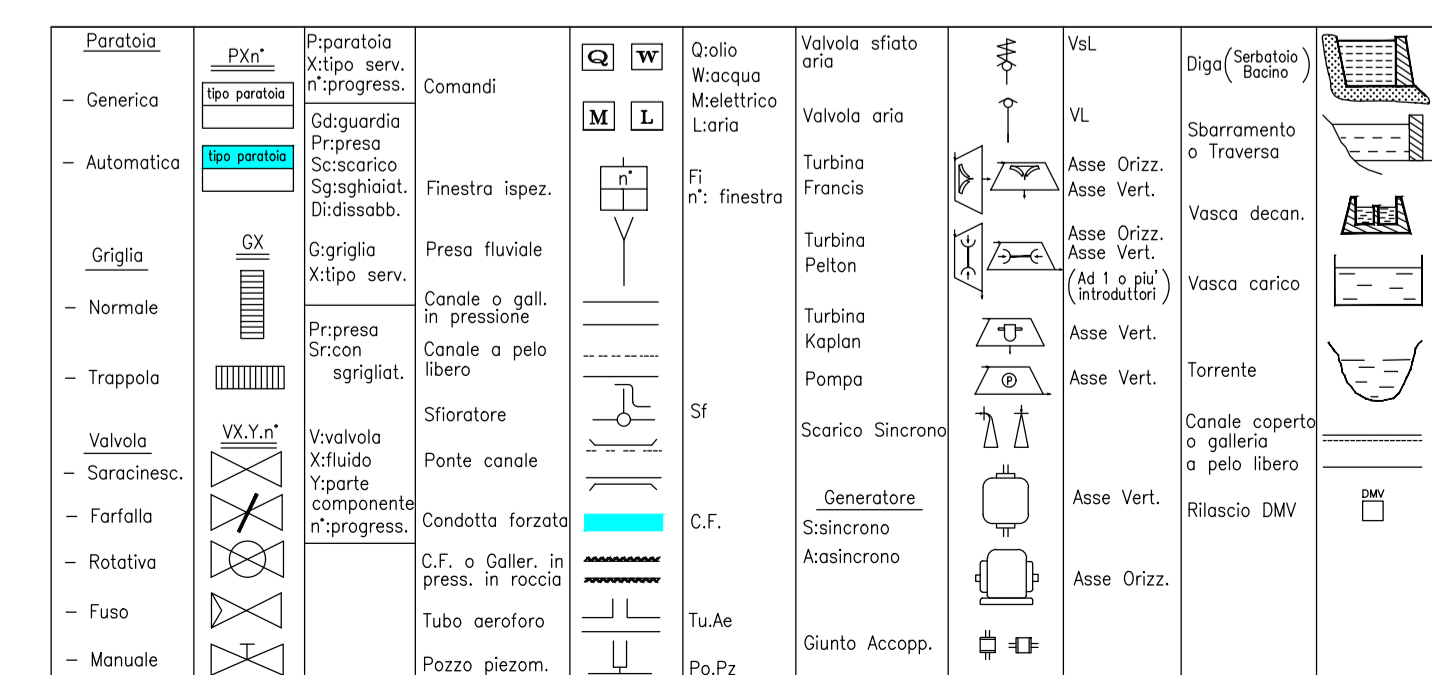 Paratoia
– Generica
– Automatica
Griglia
– Normale
– Trappola
Valvola
– Saracinesc.
– Farfalla
– Rotativa
– Fuso
– Manuale
PXn°
tipo paratoia
tipo paratoia
GX
VX.Y.n°
P:paratoia
X:tipo serv.
n°:progress.
Gd:guardia
Pr:presa
Sc:scarico
Sg:sghiaiat.
Di:dissabb.
G:griglia
X:tipo serv.
Pr:presa
Sr:con
sgrigliat.
V:valvola
X:fluido
Y:parte
componente
n°:progress.
Comandi
Finestra ispez.
Presa fluviale
Canale o gall.
in pressione
Canale a pelo
libero
Sfioratore
Ponte canale
Condotta forzata
C.F. o Galler. in
press. in roccia
Tubo aeroforo
Pozzo piezom.
Q W
M L
n°
Q:olio
W:acqua
M:elettrico
L:aria
Fi
n°: finestra
Sf
C.F.
Tu.Ae
Po.Pz
Valvola sfiato
aria
Valvola aria
Turbina
Francis
Turbina
Pelton
Turbina
Kaplan
Pompa
Scarico Sincrono
Generatore
S:sincrono
A:asincrono
Giunto Accopp.
P
VsL
VL
Asse Orizz.
Asse Vert.
Asse Orizz.
Asse Vert.
(Ad 1 o piu'
introduttori)
Asse Vert.
Asse Vert.
Asse Vert.
Asse Orizz.
Diga(Serbatoio
Bacino)
Sbarramento
o Traversa
Vasca decan.
Vasca carico
Torrente
Canale coperto
o galleria
a pelo libero
Rilascio DMV
DMV